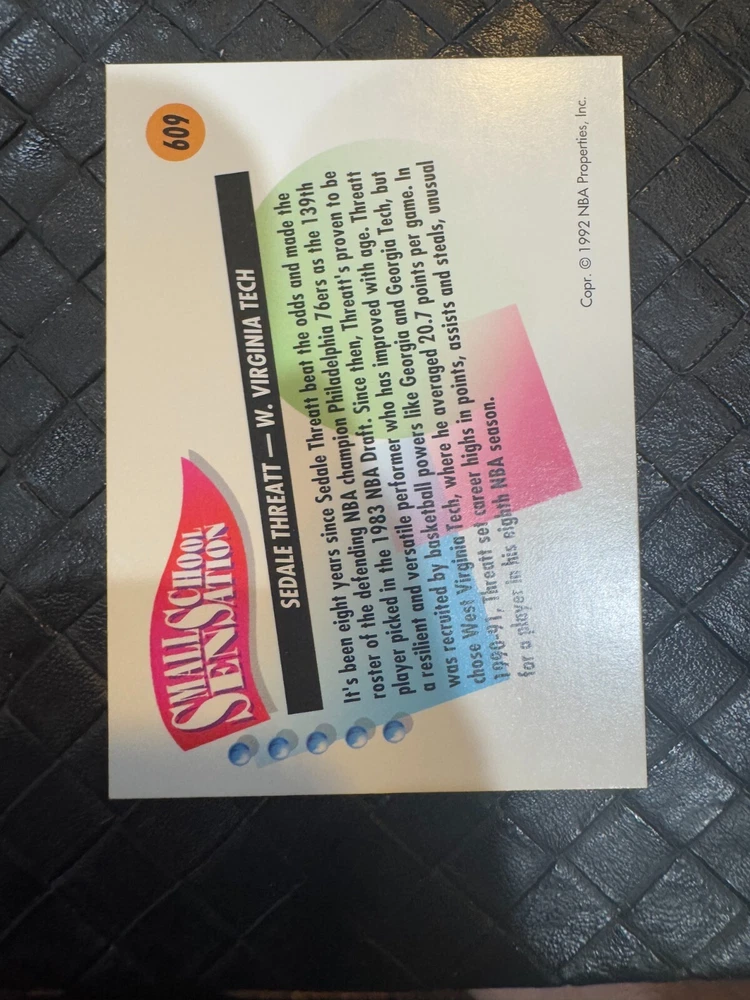 609
SMALL SCHOOL
SENSATION
SEDALE THREATT — W. VIRGINIA TECH
It's been eight years since Sedale Threatt beat the odds and made the
roster of the defending NBA champion Philadelphia 76ers as the 139th
player picked in the 1983 NBA Draft. Since then, Threatt's proven to be
a resilient and versatile performer who has improved with age. Threatt
was recruited by basketball powers like Georgia and Georgia Tech, but
chose West Virginia Tech, where he averaged 20.7 points per game. In
1990-91, Threatt set career highs in points, assists and steals, unusual
for a player in his eighth NBA season.
Copr. © 1992 NBA Properties, Inc.